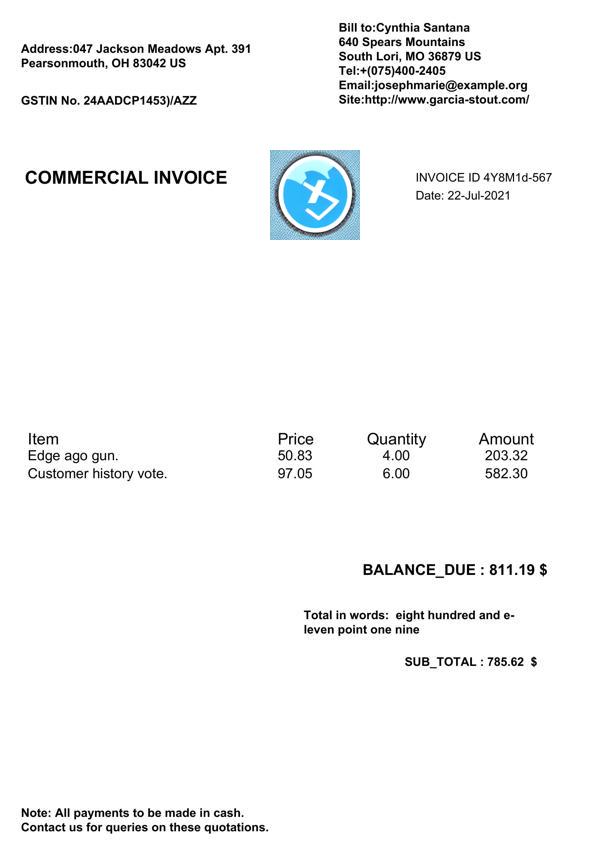 Address:047 Jackson Meadows Apt. 391
Pearsonmouth, OH 83042 US
GSTIN No. 24AADCP1453)/AZZ
Bill to:Cynthia Santana
640 Spears Mountains
South Lori, MO 36879 US
Tel:+(075)400-2405
Email:josephmarie@example.org
Site:http://www.garcia-stout.com/
COMMERCIAL INVOICE
INVOICE ID 4Y8M1d-567
Date: 22-Jul-2021
Item Price Quantity Amount
Edge ago gun. 50.83 4.00 203.32
Customer history vote. 97.05 6.00 582.30
BALANCE_DUE : 811.19 $
Total in words: eight hundred and e-
leven point one nine
SUB_TOTAL : 785.62 $
Note: All payments to be made in cash.
Contact us for queries on these quotations.